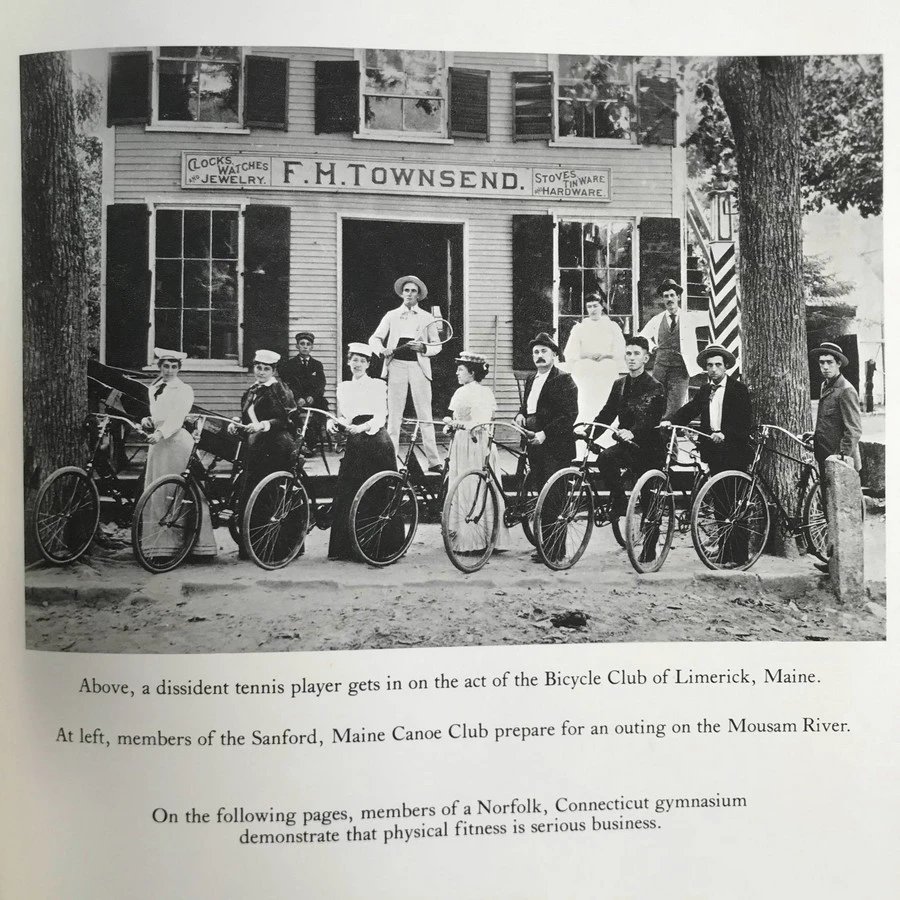 CLOCKS, WATCHES AND JEWELRY.
F. H. TOWNSEND.
STOVES TINWARE AND HARDWARE.
Above, a dissident tennis player gets in on the act of the Bicycle Club of Limerick, Maine.
At left, members of the Sanford, Maine Canoe Club prepare for an outing on the Mousam River.
On the following pages, members of a Norfolk, Connecticut gymnasium
demonstrate that physical fitness is serious business.